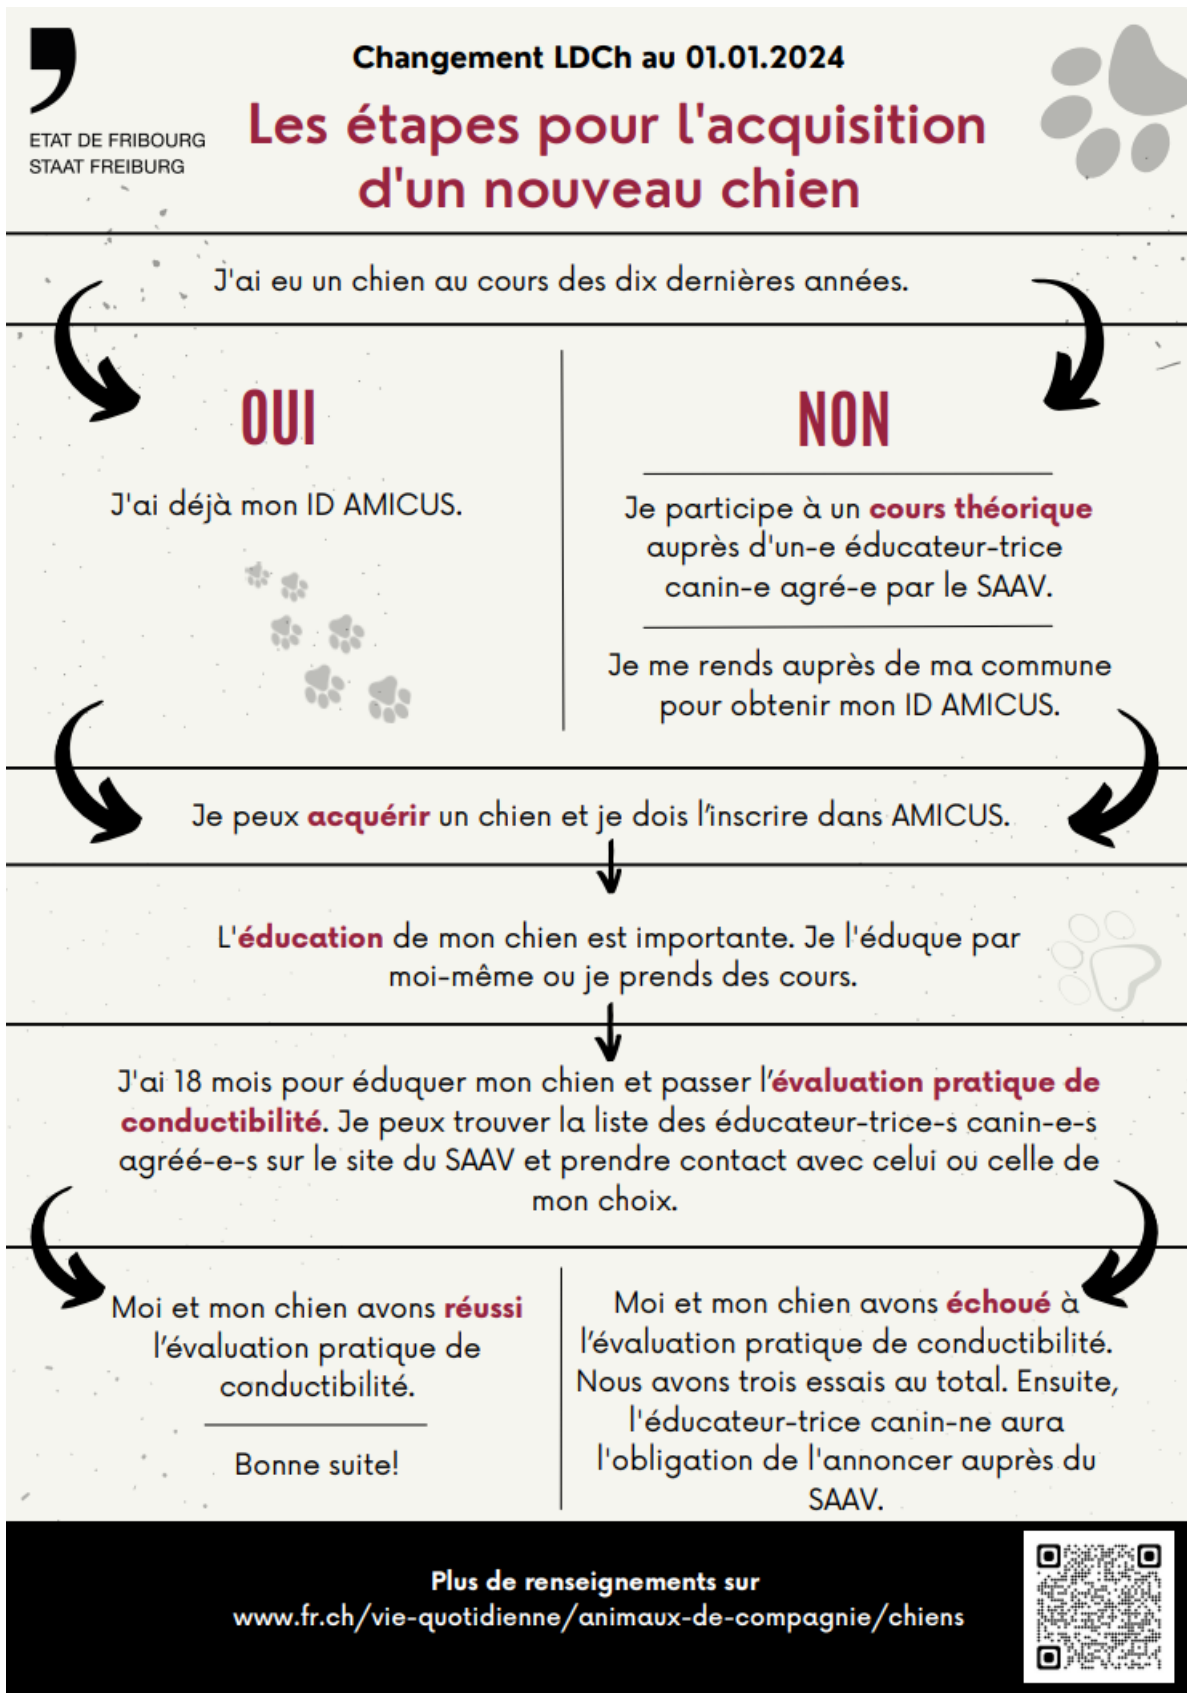 ETAT DE FRIBOURG
STAAT FREIBURG
Changement LDCh au 01.01.2024
Les étapes pour l'acquisition
d'un nouveau chien
J'ai eu un chien au cours des dix dernières années.
OUI
J'ai déjà mon ID AMICUS.
NON
Je participe à un cours théorique
auprès d'un-e éducateur-trice
canin-e agré-e par le SAAV.
Je me rends auprès de ma commune
pour obtenir mon ID AMICUS.
Je peux acquérir un chien et je dois l’inscrire dans AMICUS.
L'éducation de mon chien est importante. Je l'éduque par
moi-même ou je prends des cours.
J'ai 18 mois pour éduquer mon chien et passer l’évaluation pratique de
conductibilité. Je peux trouver la liste des éducateur-trice-s canin-e-s
agréé-e-s sur le site du SAAV et prendre contact avec celui ou celle de
mon choix.
Moi et mon chien avons réussi
l’évaluation pratique de
conductibilité.
Bonne suite!
Moi et mon chien avons échoué à
l’évaluation pratique de conductibilité.
Nous avons trois essais au total. Ensuite,
l'éducateur-trice canin-ne aura
l'obligation de l'annoncer auprès du
SAAV.
Plus de renseignements sur
www.fr.ch/vie-quotidienne/animaux-de-compagnie/chiens